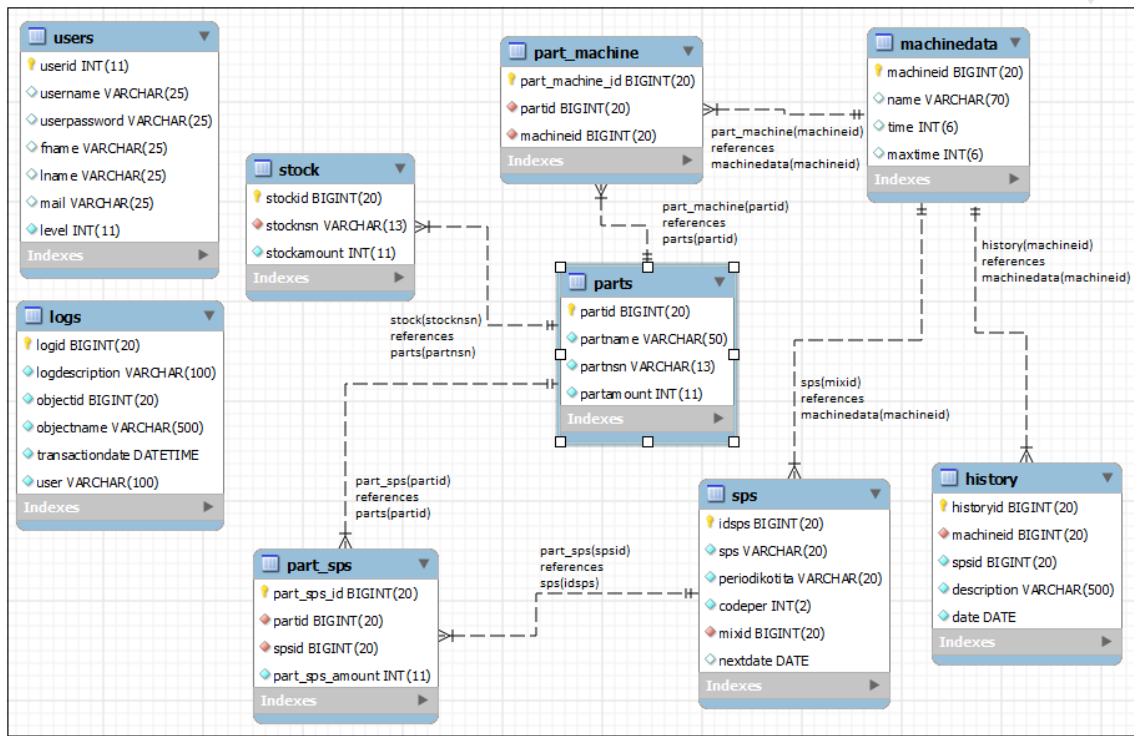 users
userid INT(11)
username VARCHAR(25)
userpassword VARCHAR(25)
fname VARCHAR(25)
lname VARCHAR(25)
mail VARCHAR(25)
level INT(11)
Indexes
logs
logid BIGINT(20)
logdescription VARCHAR(100)
objectid BIGINT(20)
objectname VARCHAR(500)
transactiondate DATETIME
user VARCHAR(100)
Indexes
stock
stockid BIGINT(20)
stocknsn VARCHAR(13)
stockamount INT(11)
Indexes
stock(stocknsn)
references
parts(partnsn)
part_machine
part_machine_id BIGINT(20)
partid BIGINT(20)
machineid BIGINT(20)
Indexes
part_machine(machineid)
references
machinedata(machineid)
part_machine(partid)
references
parts(partid)
machinedata
machineid BIGINT(20)
name VARCHAR(70)
time INT(6)
maxtime INT(6)
Indexes
history(machineid)
references
machinedata(machineid)
parts
partid BIGINT(20)
partname VARCHAR(50)
partnsn VARCHAR(13)
partamount INT(11)
Indexes
sps(mixid)
references
machinedata(machineid)
part_sps(partid)
references
parts(partid)
part_sps
part_sps_id BIGINT(20)
partid BIGINT(20)
spsid BIGINT(20)
part_sps_amount INT(11)
Indexes
part_sps(spsid)
references
sps(idsps)
sps
idsps BIGINT(20)
sps VARCHAR(20)
periodikotita VARCHAR(20)
codeper INT(2)
mixid BIGINT(20)
nextdate DATE
Indexes
history
historyid BIGINT(20)
machineid BIGINT(20)
spsid BIGINT(20)
description VARCHAR(500)
date DATE
Indexes